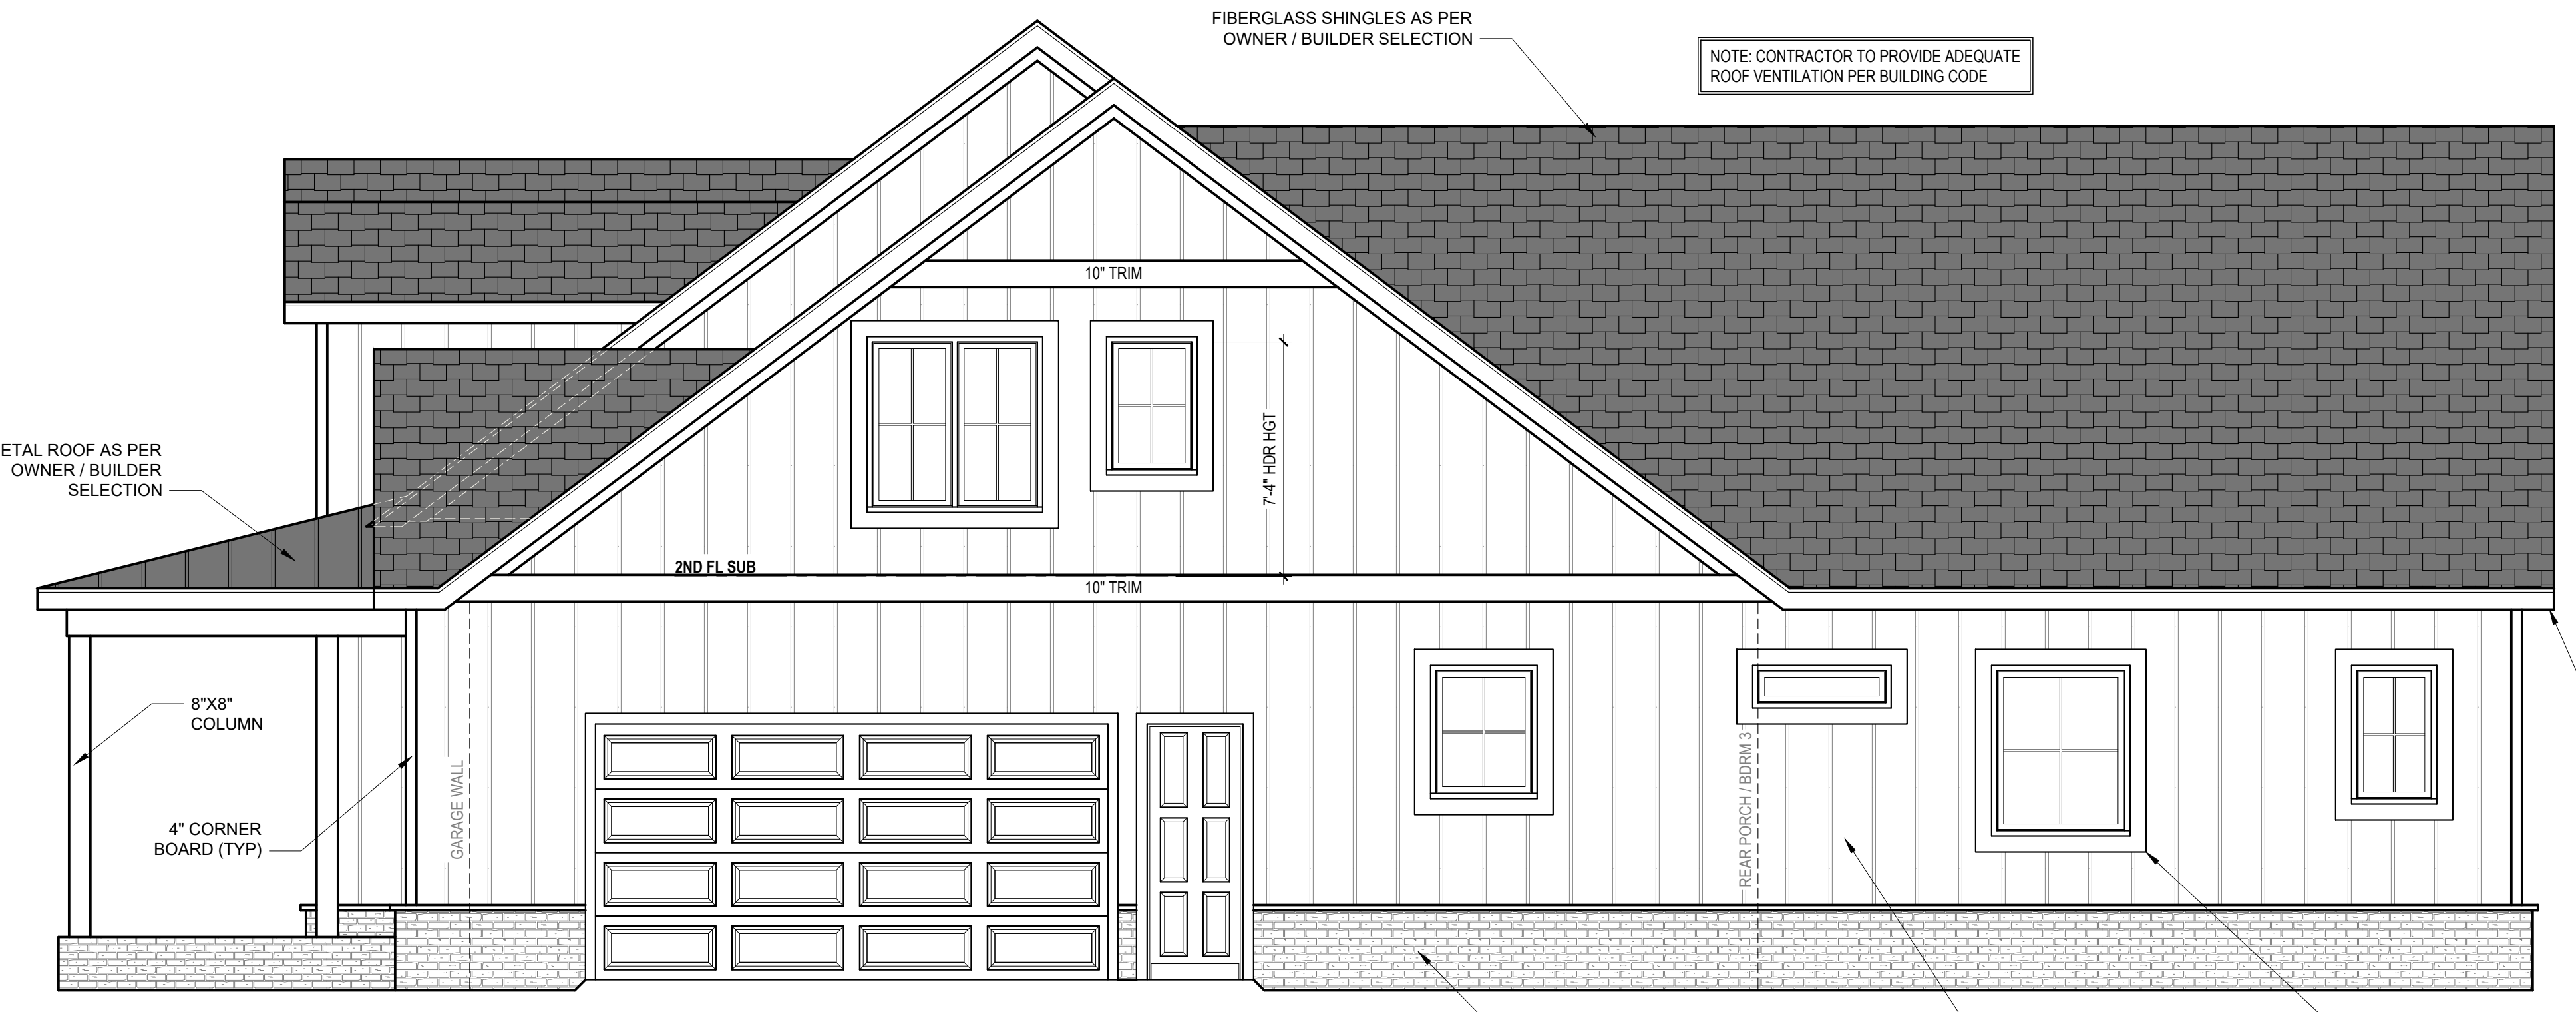 FIBERGLASS SHINGLES AS PER
OWNER / BUILDER SELECTION
NOTE: CONTRACTOR TO PROVIDE ADEQUATE
ROOF VENTILATION PER BUILDING CODE
10" TRIM
7'-4" HDR HGT
ETAL ROOF AS PER
OWNER / BUILDER
SELECTION
2ND FL SUB
10" TRIM
8"X8"
COLUMN
4" CORNER
BOARD (TYP)
GARAGE WALL
REAR PORCH / BDRM 3